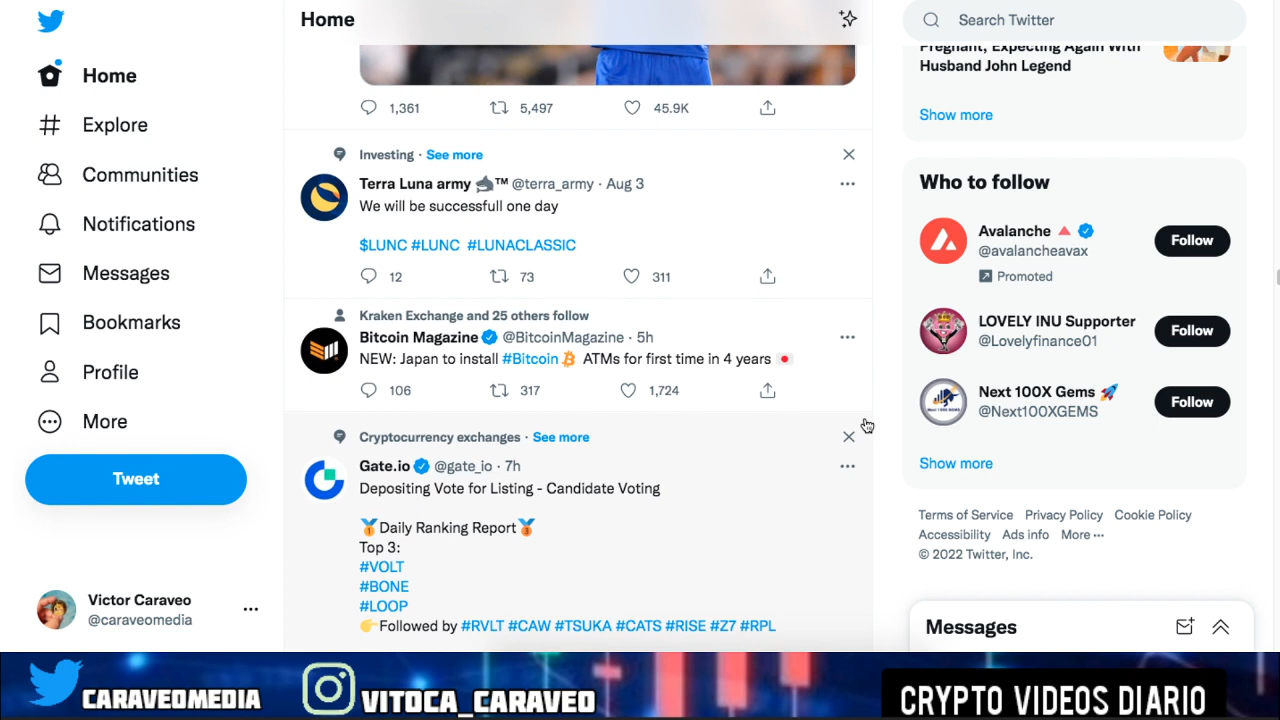 Home
Search Twitter
Pregnant, Expecting Again With
Husband John Legend
Show more
Home
Explore
Communities
Notifications
Messages
Bookmarks
Profile
More
Tweet
Victor Caraveo
@caraveomedia
1,361 5,497 45.9K
Investing · See more
Terra Luna army 🦈™ @terra_army · Aug 3
We will be successfull one day
$LUNC #LUNC #LUNACLASSIC
12 73 311
Kraken Exchange and 25 others follow
Bitcoin Magazine @BitcoinMagazine · 5h
NEW: Japan to install #Bitcoin ATMs for first time in 4 years 🇯🇵
106 317 1,724
Cryptocurrency exchanges · See more
Gate.io @gate_io · 7h
Depositing Vote for Listing - Candidate Voting
🥇Daily Ranking Report🥉
Top 3:
#VOLT
#BONE
#LOOP
👉Followed by #RVLT #CAW #TSUKA #CATS #RISE #Z7 #RPL
Who to follow
Avalanche 🔺
@avalancheavax
Promoted
Follow
LOVELY INU Supporter
@Lovelyfinance01
Follow
Next 100X Gems 🚀
@Next100XGEMS
Follow
Show more
Terms of Service Privacy Policy Cookie Policy
Accessibility Ads info More ···
© 2022 Twitter, Inc.
Messages
CARAVEOMEDIA
VITOCA_CARAVEO
CRYPTO VIDEOS DIARIO